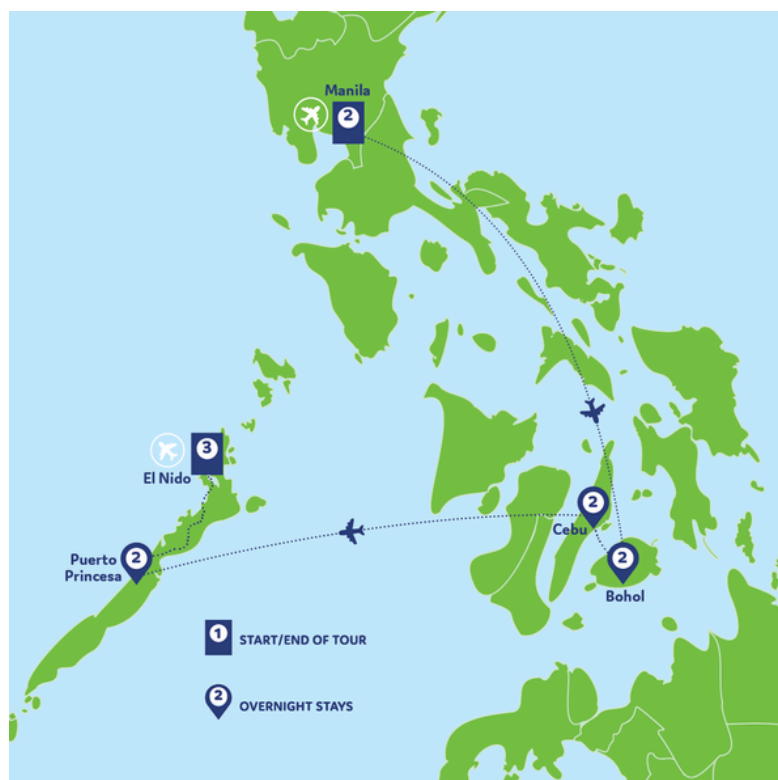 Manila
2
3
El Nido
2
Cebu
2
Puerto
Princesa
2
Bohol
1
START/END OF TOUR
2
OVERNIGHT STAYS